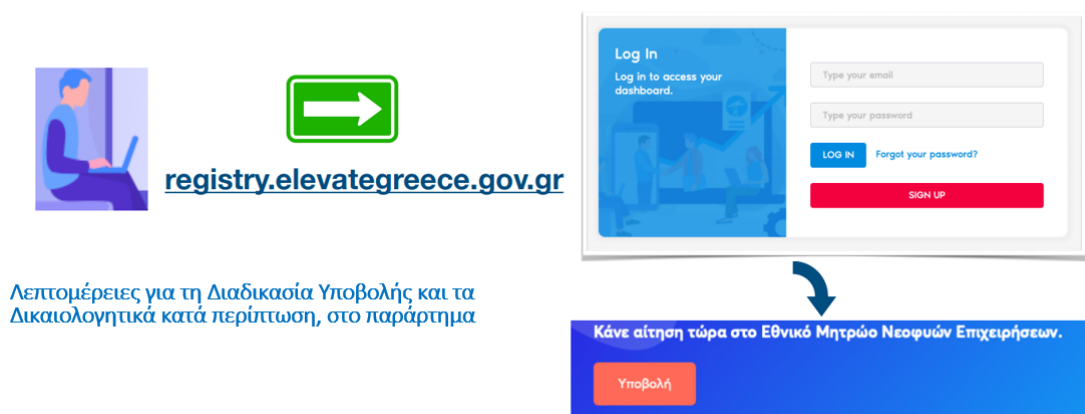 registry.elevategreece.gov.gr
Λεπτομέρειες για τη Διαδικασία Υποβολής και τα
Δικαιολογητικά κατά περίπτωση, στο παράρτημα
Log In
Log in to access your
dashboard.
Type your email
Type your password
LOG IN
Forgot your password?
SIGN UP
Κάνε αίτηση τώρα στο Εθνικό Μητρώο Νεοφυών Επιχειρήσεων.
Υποβολή